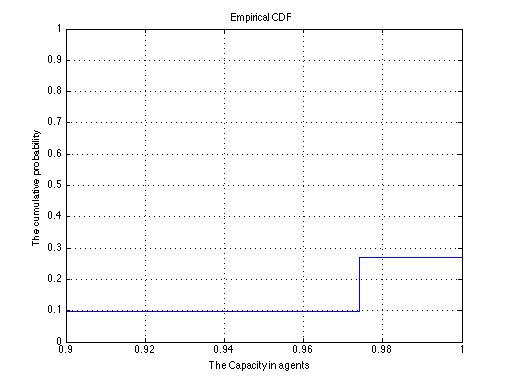 Empirical CDF
1
0.9
0.8
0.7
0.6
0.5
0.4
0.3
0.2
0.1
0
The cumulative probability
0.9 0.92 0.94 0.96 0.98 1
The Capacity in agents